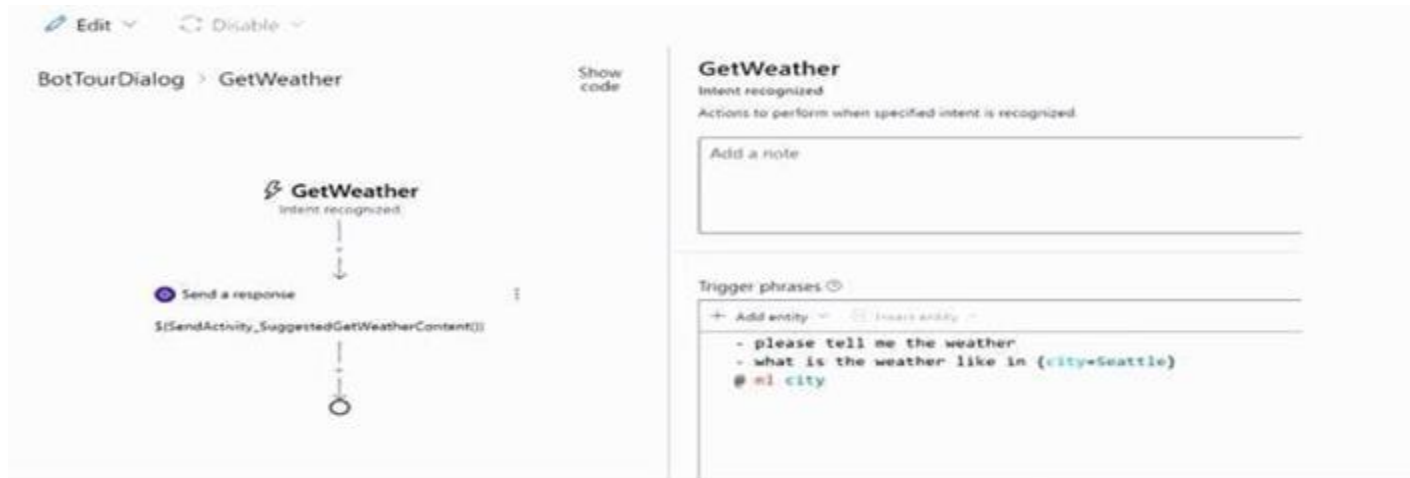 Edit
Disable
BotTourDialog > GetWeather
Show code
GetWeather
Intent recognized
Send a response
${SendActivity_SuggestedGetWeatherContent()}
GetWeather
Intent recognized
Actions to perform when specified intent is recognized.
Add a note
Trigger phrases
+ Add entity
Insert entity
- please tell me the weather
- what is the weather like in {city=Seattle}
@ ml city